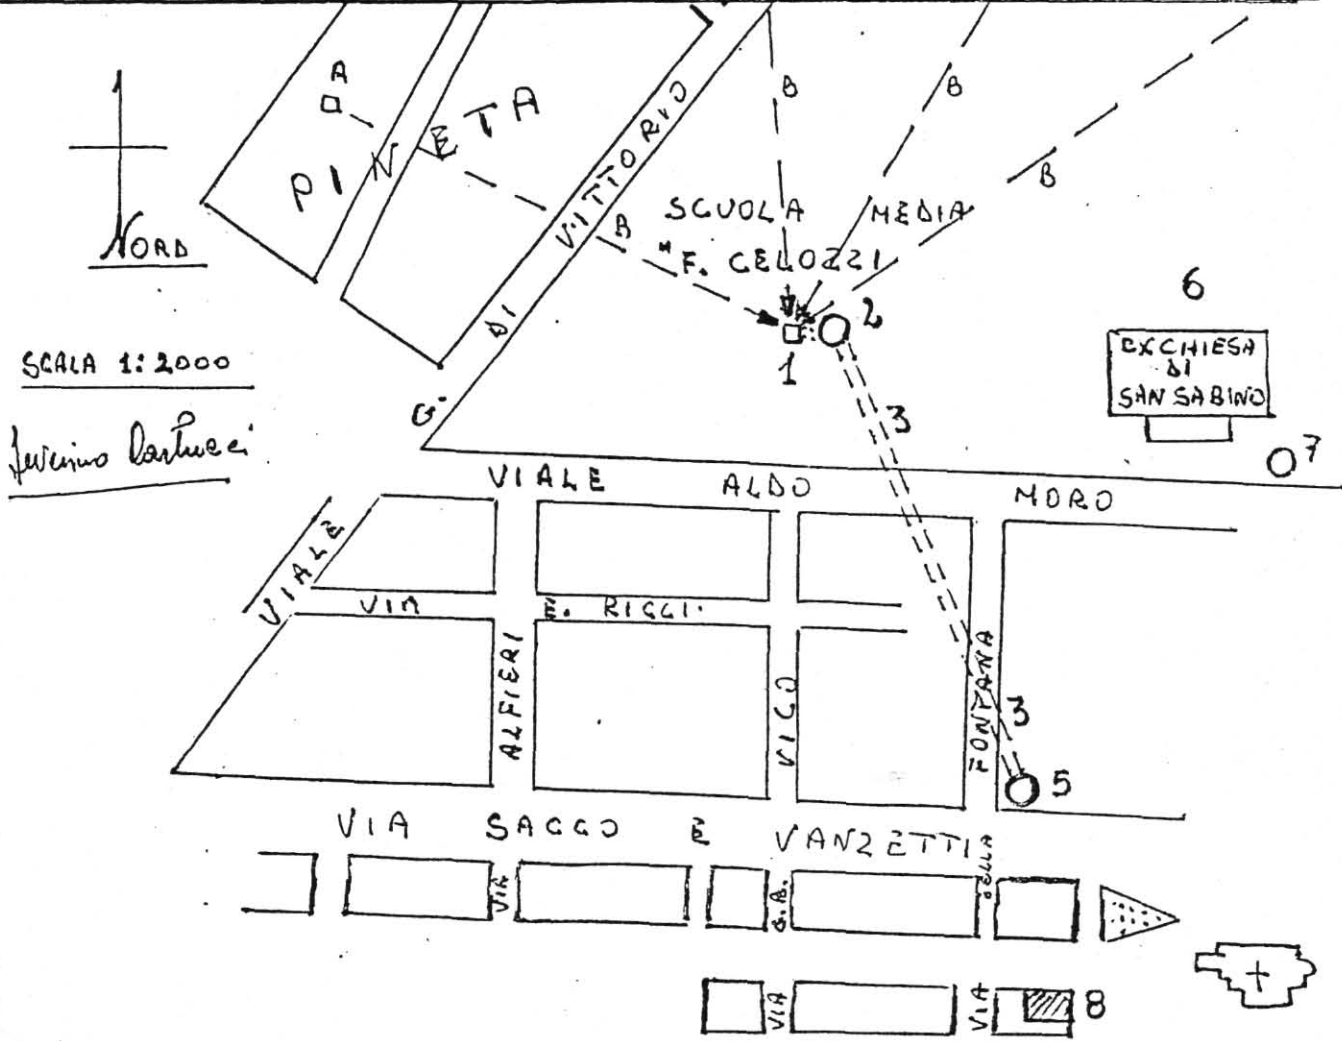 A
PINETA
NORD
SCALA 1:2000
G. DI VITTORIO
VIALE
B
B
B
B
SCUOLA MEDIA
"F. CELOZZI
1
2
3
6
EX CHIESA
DI
SAN SABINO
7
VIALE ALDO MORO
VIA E. RICCI.
ALFIERI
VICO
FONTANA
3
5
VIA SACCO E VANZETTI
VIA
G.B.
DELLA
VIA
VIA
8